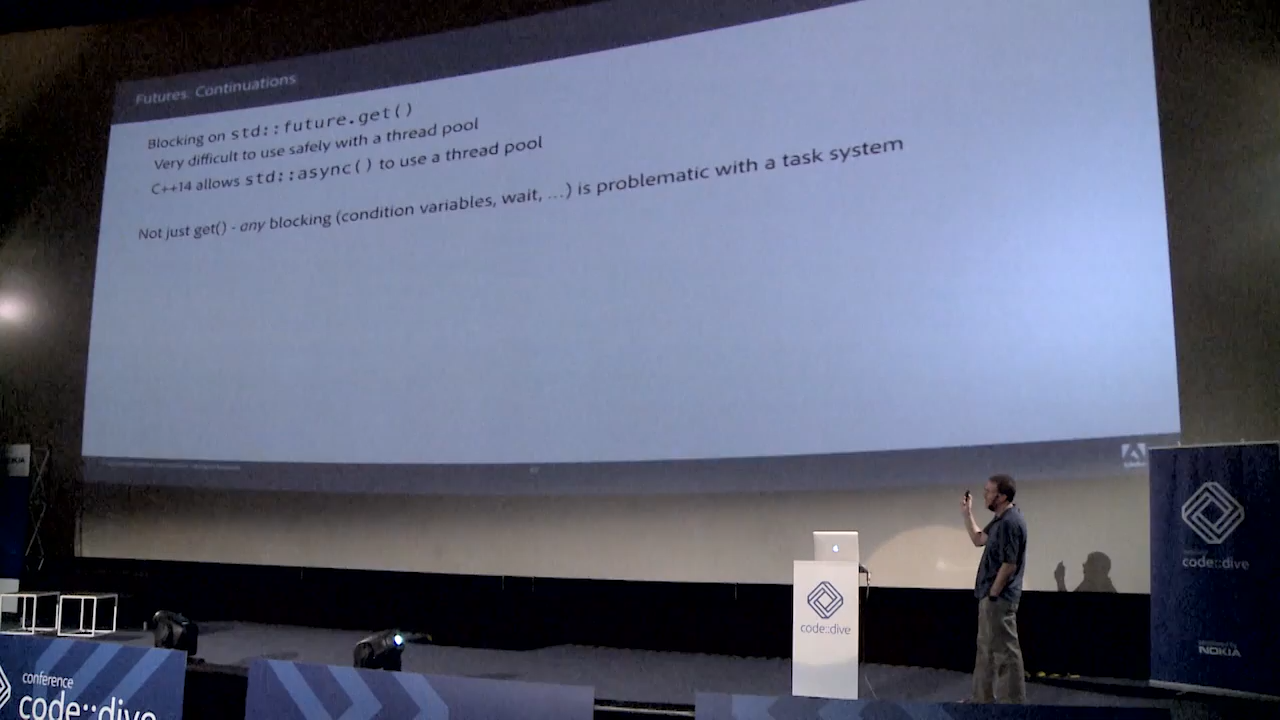 Futures: Continuations
Blocking on std::future.get()
Very difficult to use safely with a thread pool
C++14 allows std::async() to use a thread pool
Not just get() - any blocking (condition variables, wait, …) is problematic with a task system
NOKIA
code::dive
code::dive
NOKIA
conference
code::dive